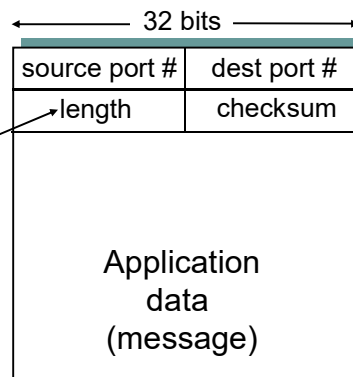 32 bits
source port # dest port #
length checksum
Application
data
(message)